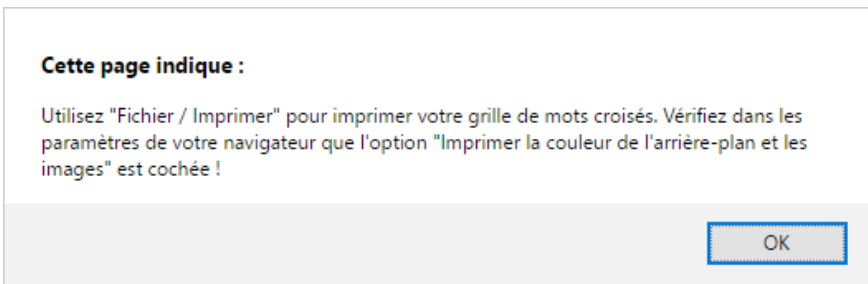 Cette page indique :
Utilisez "Fichier / Imprimer" pour imprimer votre grille de mots croisés. Vérifiez dans les
paramètres de votre navigateur que l'option "Imprimer la couleur de l'arrière-plan et les
images" est cochée !
OK